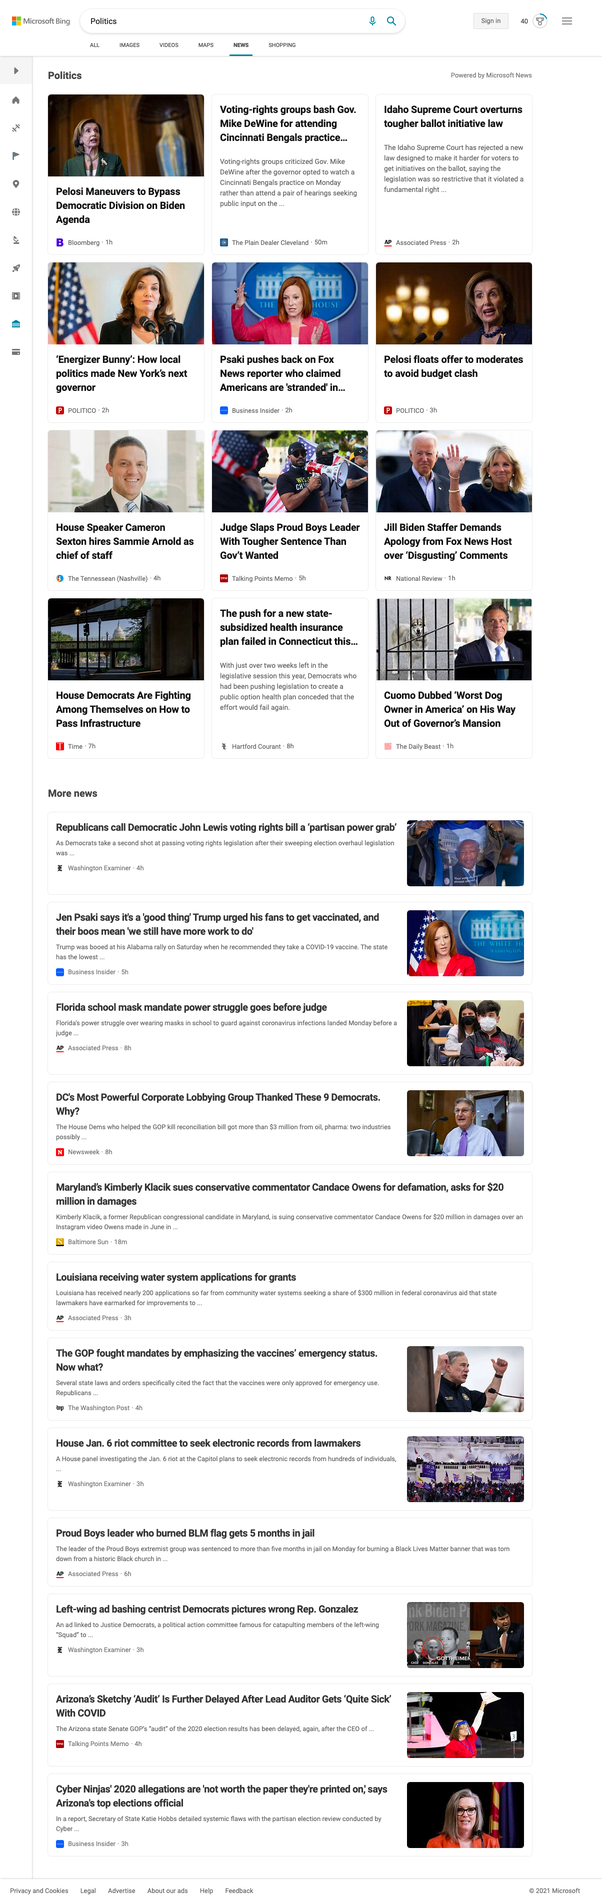 Microsoft Bing
Politics
Sign in
40
ALL IMAGES VIDEOS MAPS NEWS SHOPPING
Politics
Powered by Microsoft News
Pelosi Maneuvers to Bypass
Democratic Division on Biden
Agenda
Bloomberg · 1h
Voting-rights groups bash Gov.
Mike DeWine for attending
Cincinnati Bengals practice...
Voting-rights groups criticized Gov. Mike
DeWine after the governor opted to watch a
Cincinnati Bengals practice on Monday
rather than attend a pair of hearings seeking
public input on the ...
The Plain Dealer Cleveland · 50m
Idaho Supreme Court overturns
tougher ballot initiative law
The Idaho Supreme Court has rejected a new
law designed to make it harder for voters to
get initiatives on the ballot, saying the
legislation was so restrictive that it violated a
fundamental right ...
AP Associated Press · 2h
'Energizer Bunny': How local
politics made New York's next
governor
POLITICO · 2h
Psaki pushes back on Fox
News reporter who claimed
Americans are 'stranded' in...
Business Insider · 2h
Pelosi floats offer to moderates
to avoid budget clash
POLITICO · 3h
House Speaker Cameron
Sexton hires Sammie Arnold as
chief of staff
The Tennessean (Nashville) · 4h
Judge Slaps Proud Boys Leader
With Tougher Sentence Than
Gov't Wanted
Talking Points Memo · 5h
Jill Biden Staffer Demands
Apology from Fox News Host
over 'Disgusting' Comments
NR National Review · 1h
House Democrats Are Fighting
Among Themselves on How to
Pass Infrastructure
Time · 7h
The push for a new state-
subsidized health insurance
plan failed in Connecticut this...
With just over two weeks left in the
legislative session this year, Democrats who
had been pushing legislation to create a
public option health plan conceded that the
effort would fail again.
Hartford Courant · 8h
Cuomo Dubbed 'Worst Dog
Owner in America' on His Way
Out of Governor's Mansion
The Daily Beast · 1h
More news
Republicans call Democratic John Lewis voting rights bill a 'partisan power grab'
As Democrats take a second shot at passing voting rights legislation after their sweeping election overhaul legislation
was ...
Washington Examiner · 4h
Jen Psaki says it's a 'good thing' Trump urged his fans to get vaccinated, and
their boos mean 'we still have more work to do'
Trump was booed at his Alabama rally on Saturday when he recommended they take a COVID-19 vaccine. The state
has the lowest ...
Business Insider · 5h
Florida school mask mandate power struggle goes before judge
Florida's power struggle over wearing masks in school to guard against coronavirus infections landed Monday before a
judge ...
AP Associated Press · 8h
DC's Most Powerful Corporate Lobbying Group Thanked These 9 Democrats.
Why?
The House Dems who helped the GOP kill reconciliation bill got more than $3 million from oil, pharma: two industries
possibly ...
Newsweek · 8h
Maryland's Kimberly Klacik sues conservative commentator Candace Owens for defamation, asks for $20
million in damages
Kimberly Klacik, a former Republican congressional candidate in Maryland, is suing conservative commentator Candace Owens for $20 million in damages over an
Instagram video Owens made in June in ...
Baltimore Sun · 18m
Louisiana receiving water system applications for grants
Louisiana has received nearly 200 applications so far from community water systems seeking a share of $300 million in federal coronavirus aid that state
lawmakers have earmarked for improvements to ...
AP Associated Press · 3h
The GOP fought mandates by emphasizing the vaccines' emergency status.
Now what?
Several state laws and orders specifically cited the fact that the vaccines were only approved for emergency use.
Republicans ...
wp The Washington Post · 4h
House Jan. 6 riot committee to seek electronic records from lawmakers
A House panel investigating the Jan. 6 riot at the Capitol plans to seek electronic records from hundreds of individuals,
...
Washington Examiner · 3h
Proud Boys leader who burned BLM flag gets 5 months in jail
The leader of the Proud Boys extremist group was sentenced to more than five months in jail on Monday for burning a Black Lives Matter banner that was torn
down from a historic Black church in ...
AP Associated Press · 6h
Left-wing ad bashing centrist Democrats pictures wrong Rep. Gonzalez
An ad linked to Justice Democrats, a political action committee famous for catapulting members of the left-wing
"Squad" to ...
Washington Examiner · 3h
Arizona's Sketchy 'Audit' Is Further Delayed After Lead Auditor Gets 'Quite Sick'
With COVID
The Arizona state Senate GOP's "audit" of the 2020 election results has been delayed, again, after the CEO of ...
Talking Points Memo · 4h
Cyber Ninjas' 2020 allegations are 'not worth the paper they're printed on,' says
Arizona's top elections official
In a report, Secretary of State Katie Hobbs detailed systemic flaws with the partisan election review conducted by
Cyber ...
Business Insider · 3h
Privacy and Cookies Legal Advertise About our ads Help Feedback
© 2021 Microsoft